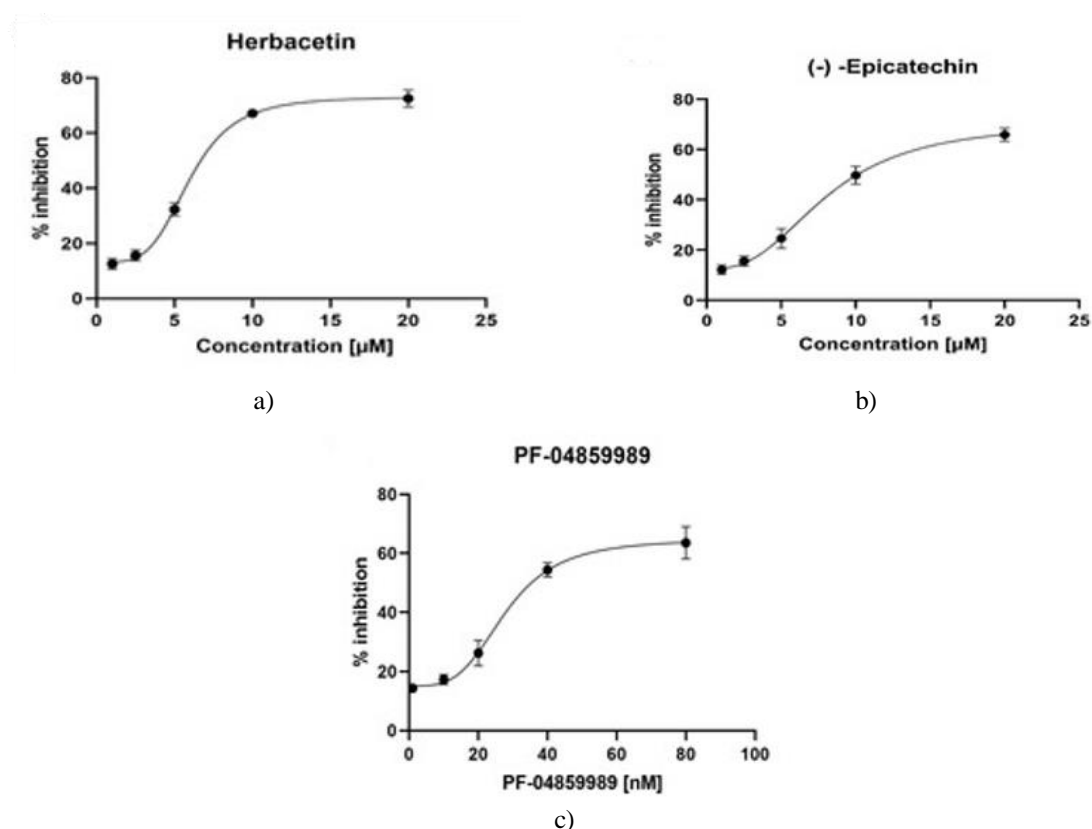 Herbacetin
80
60
40
20
0
% inhibition
0 5 10 15 20 25
Concentration [µM]
a)
(-) -Epicatechin
80
60
40
20
0
% inhibition
0 5 10 15 20 25
Concentration [µM]
b)
PF-04859989
80
60
40
20
0
% inhibition
0 20 40 60 80 100
PF-04859989 [nM]
c)